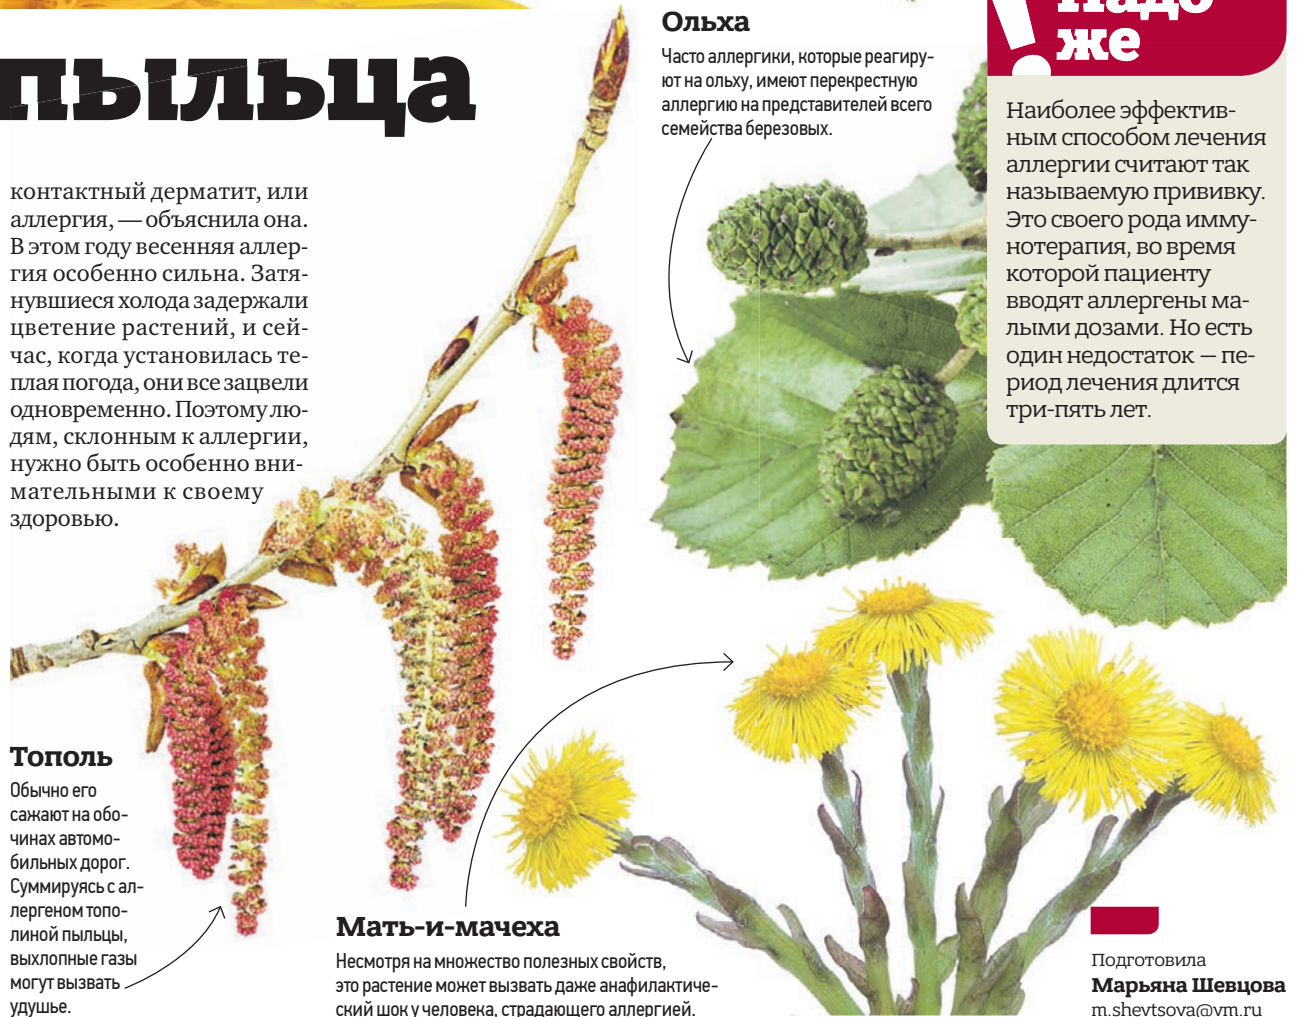 пыльца
контактный дерматит, или
аллергия, — объяснила она.
В этом году весенняя аллер-
гия особенно сильна. Затя-
нувшиеся холода задержали
цветение растений, и сей-
час, когда установилась те-
плая погода, они все зацвели
одновременно. Поэтому лю-
дям, склонным к аллергии,
нужно быть особенно вни-
мательными к своему
здоровью.
Ольха
Часто аллергики, которые реагиру-
ют на ольху, имеют перекрестную
аллергию на представителей всего
семейства березовых.
! Надо
же
Наиболее эффектив-
ным способом лечения
аллергии считают так
называемую прививку.
Это своего рода имму-
нотерапия, во время
которой пациенту
вводят аллергены ма-
лыми дозами. Но есть
один недостаток — пе-
риод лечения длится
три-пять лет.
Тополь
Обычно его
сажают на обо-
чинах автомо-
бильных дорог.
Суммируясь с ал-
лергеном топо-
линой пыльцы,
выхлопные газы
могут вызвать
удушье.
Мать-и-мачеха
Несмотря на множество полезных свойств,
это растение может вызвать даже анафилактиче-
ский шок у человека, страдающего аллергией.
Подготовила
Марьяна Шевцова
m.shevtsova@vm.ru